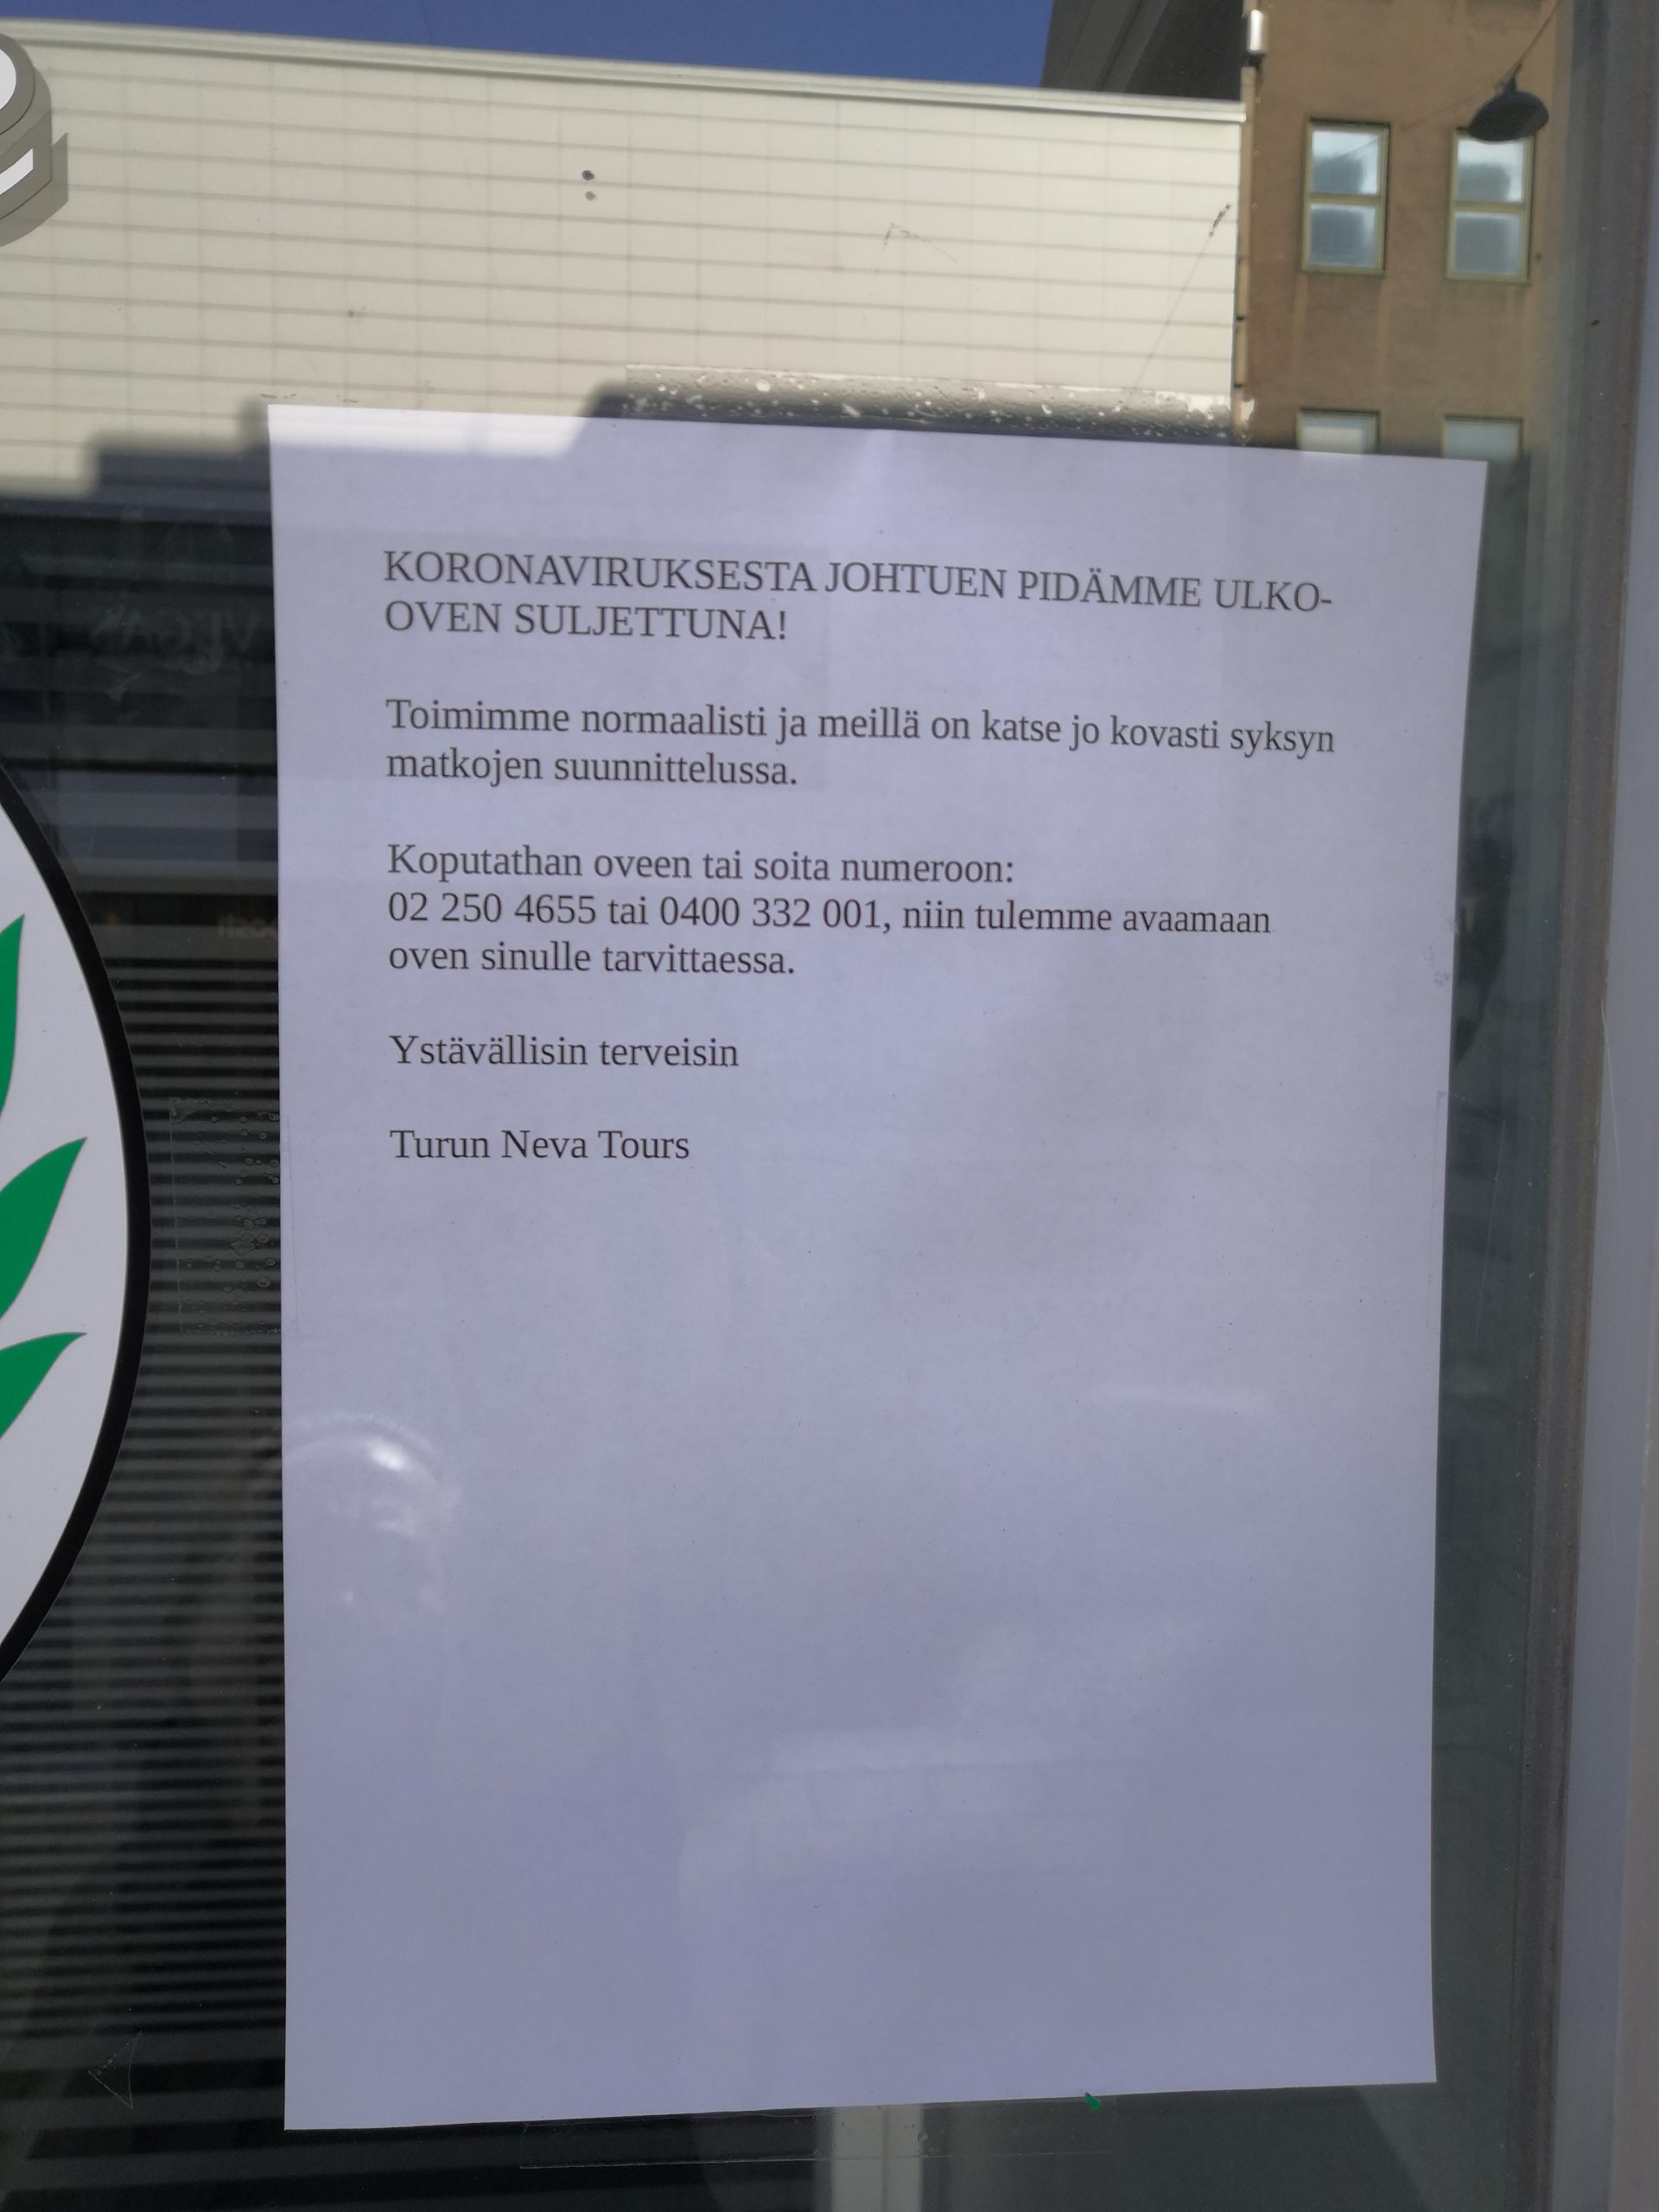 KORONAVIRUKSESTA JOHTUEN PIDÄMME ULKO-
OVEN SULJETTUNA!
Toimimme normaalisti ja meillä on katse jo kovasti syksyn
matkojen suunnittelussa.
Koputathan oveen tai soita numeroon:
02 250 4655 tai 0400 332 001, niin tulemme avaamaan
oven sinulle tarvittaessa.
Ystävällisin terveisin
Turun Neva Tours